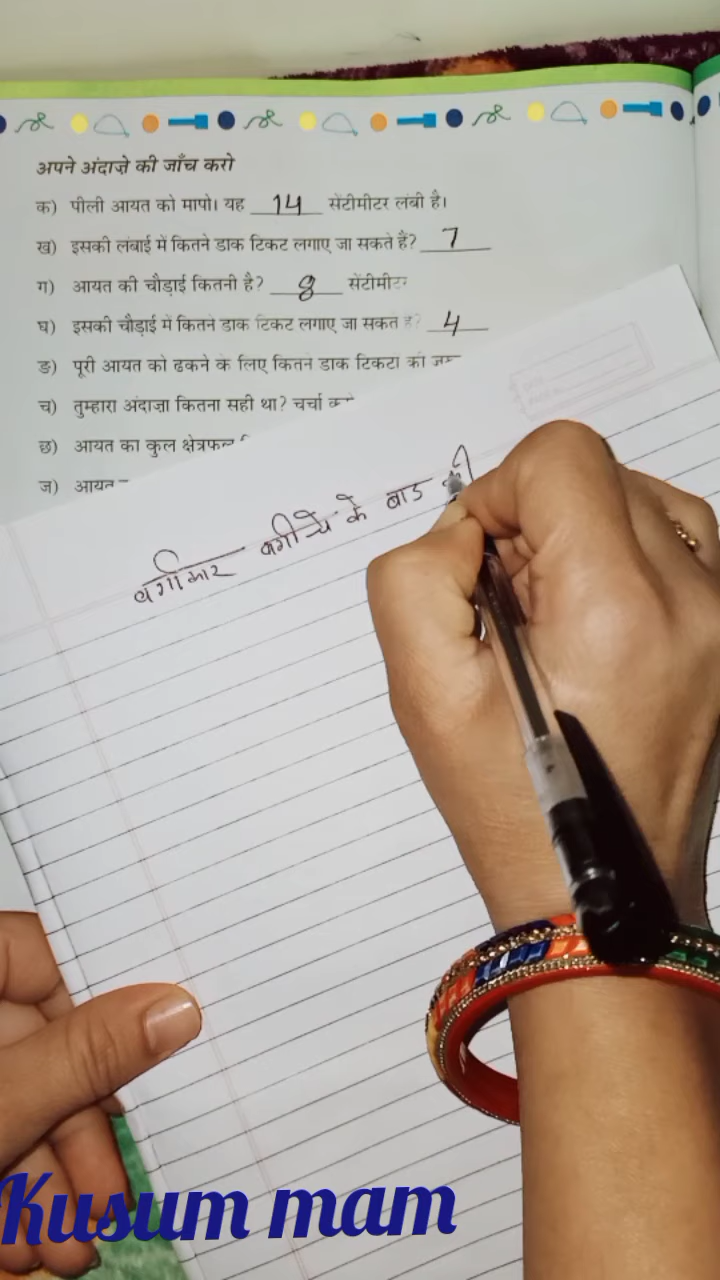 अपने अंदाज़े की जाँच करो
क) पीली आयत को मापो। यह 14 सेंटीमीटर लंबी है।
ख) इसकी लंबाई में कितने डाक टिकट लगाए जा सकते हैं? 7
ग) आयत की चौड़ाई कितनी है? 8 सेंटीमीटर
घ) इसकी चौड़ाई में कितने डाक टिकट लगाए जा सकते हैं? 4
ङ) पूरी आयत को ढकने के लिए कितने डाक टिकटों की
च) तुम्हारा अंदाज़ा कितना सही था? चर्चा
छ) आयत का कुल क्षेत्रफल
ज) आयत
वर्गाकार बगीचे के बाड की
Kusum mam